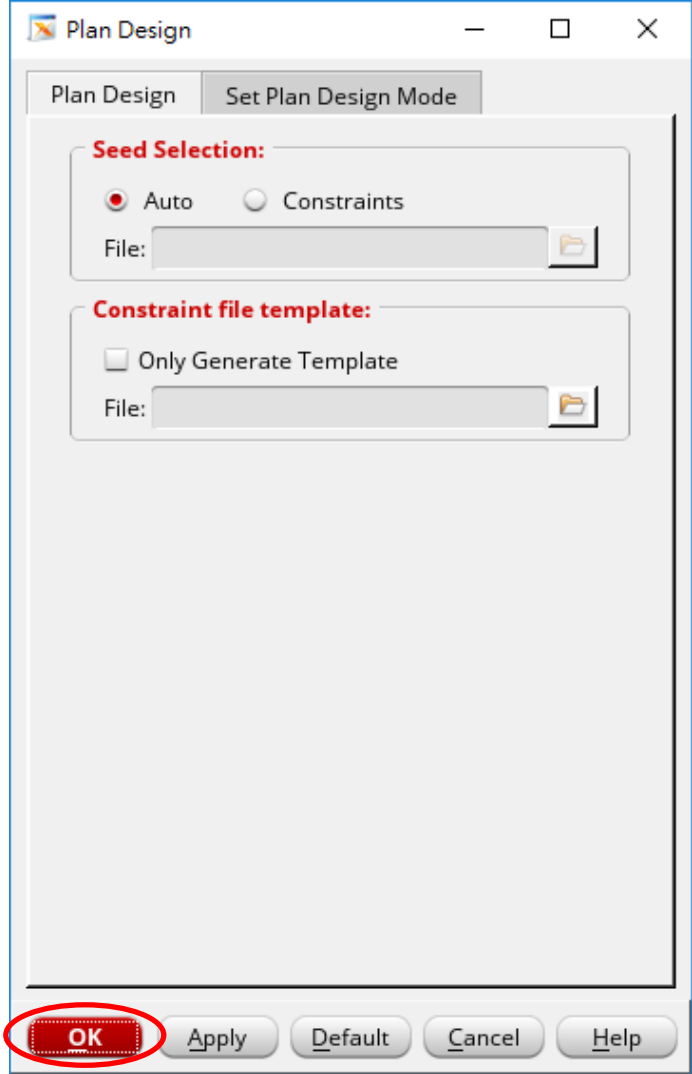 Plan Design
Plan Design Set Plan Design Mode
Seed Selection:
Auto Constraints
File:
Constraint file template:
Only Generate Template
File:
OK Apply Default Cancel Help